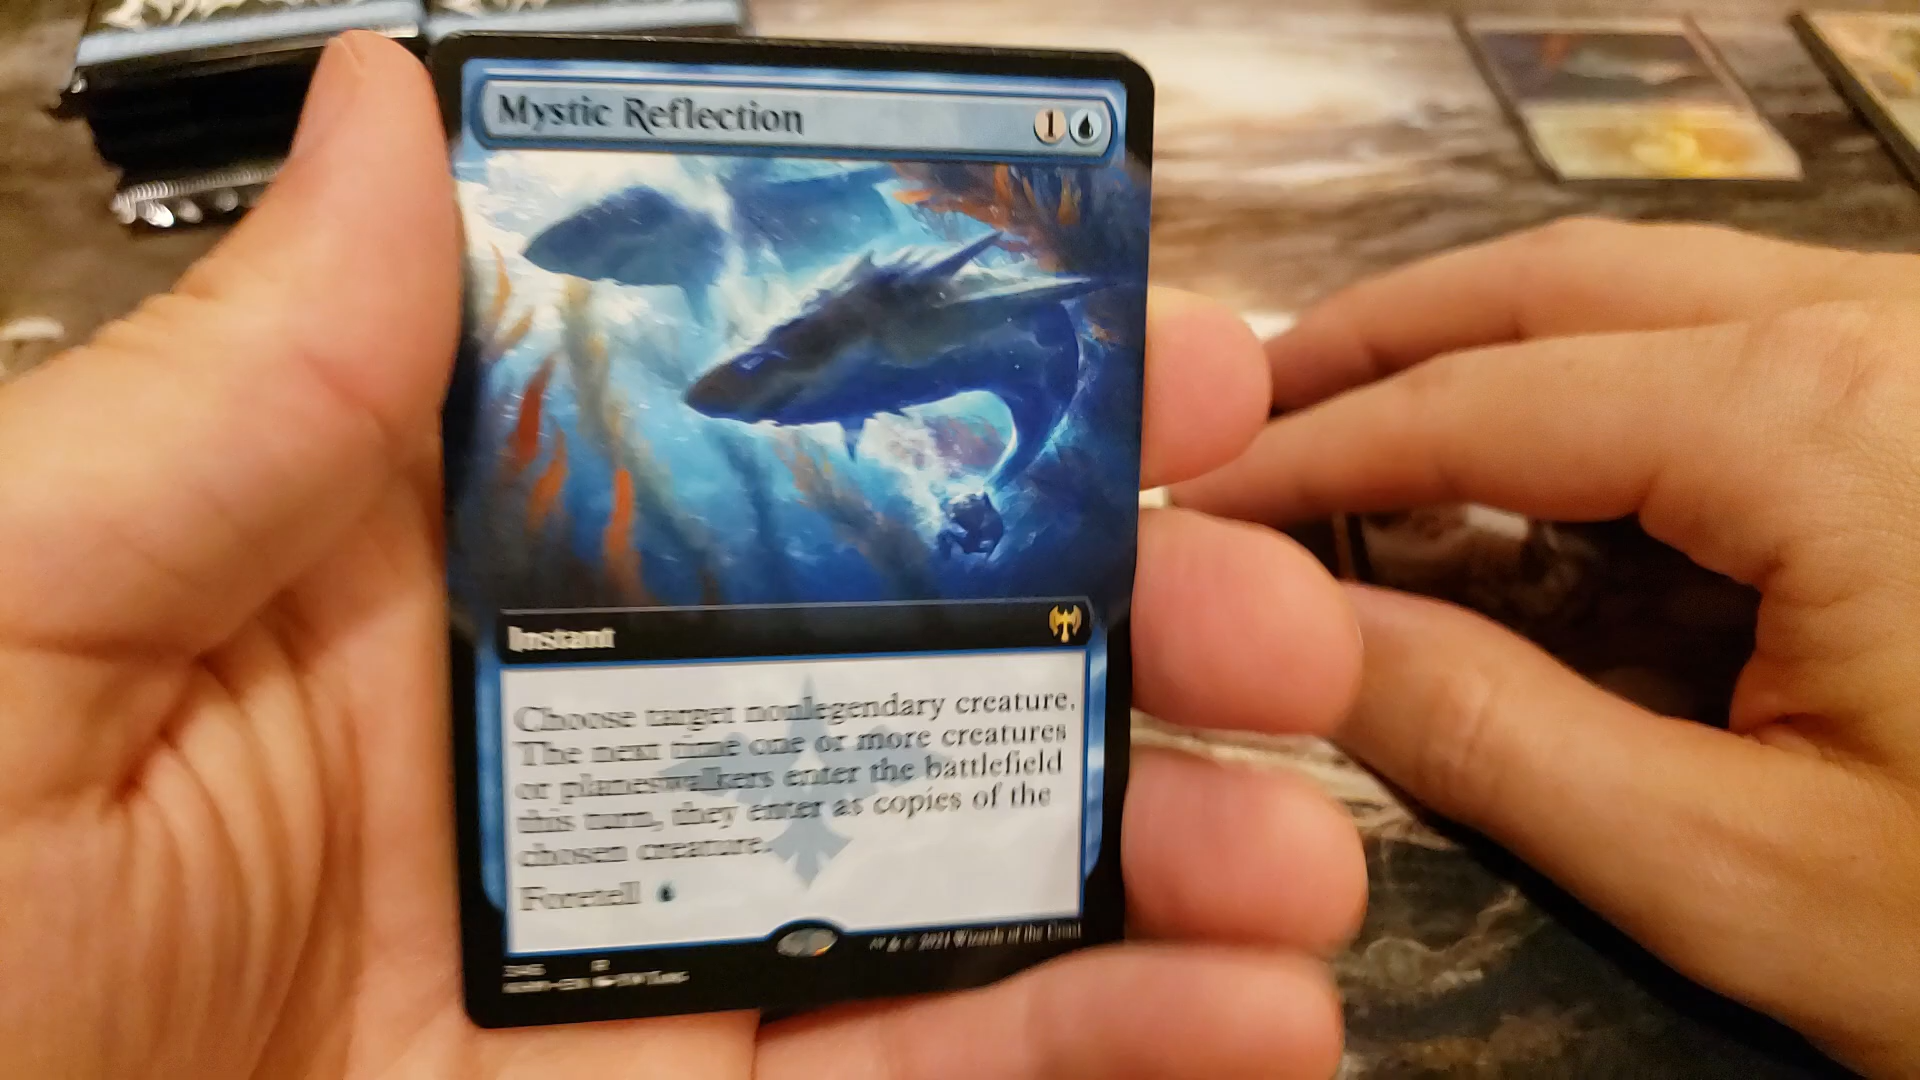 Mystic Reflection 1
Instant
Choose target nonlegendary creature.
The next time one or more creatures
or planeswalkers enter the battlefield
this turn, they enter as copies of the
chosen creature.
Foretell
© 2021 Wizards of the Coast